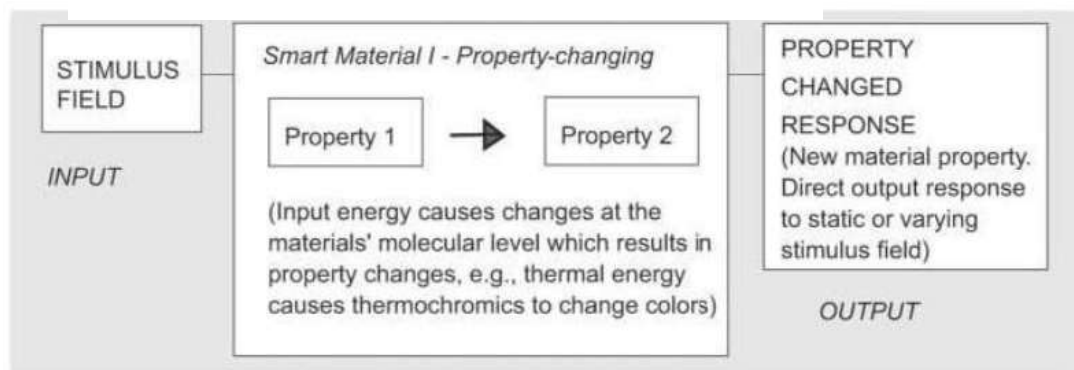 STIMULUS
FIELD
INPUT
Smart Material I - Property-changing
Property 1
Property 2
(Input energy causes changes at the
materials' molecular level which results in
property changes, e.g., thermal energy
causes thermochromics to change colors)
PROPERTY
CHANGED
RESPONSE
(New material property.
Direct output response
to static or varying
stimulus field)
OUTPUT